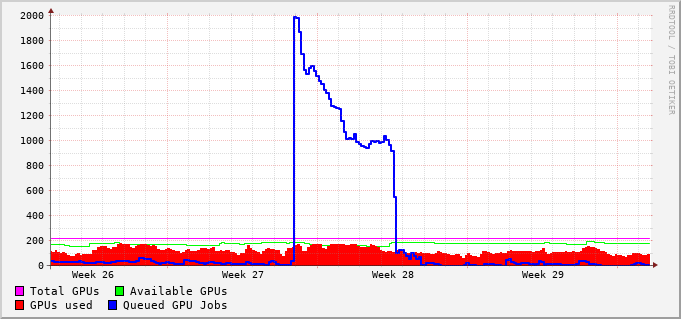 2000
1800
1600
1400
1200
1000
800
600
400
200
0
Week 26 Week 27 Week 28 Week 29
Total GPUs Available GPUs
GPUs used Queued GPU Jobs
RRDTOOL / TOBI OETIKER